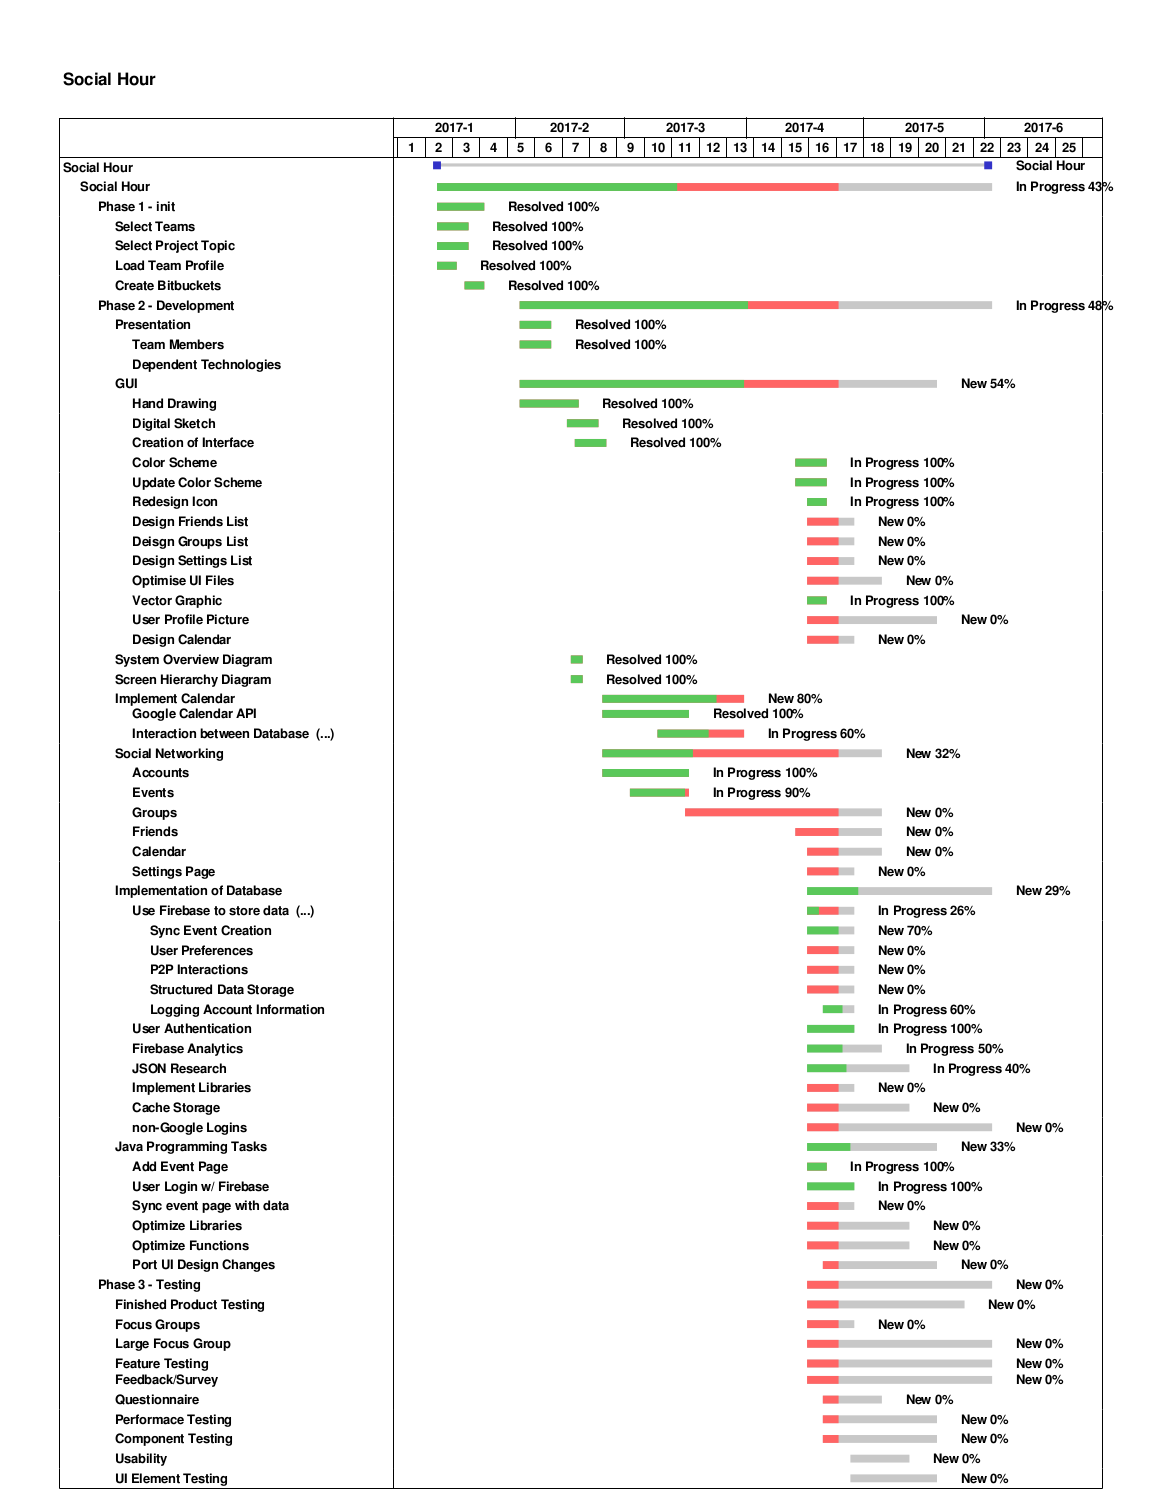 Social Hour
2017-1 2017-2 2017-3 2017-4 2017-5 2017-6
1 2 3 4 5 6 7 8 9 10 11 12 13 14 15 16 17 18 19 20 21 22 23 24 25
Social Hour Social Hour
Social Hour In Progress 43%
Phase 1 - init Resolved 100%
Select Teams Resolved 100%
Select Project Topic Resolved 100%
Load Team Profile Resolved 100%
Create Bitbuckets Resolved 100%
Phase 2 - Development In Progress 48%
Presentation Resolved 100%
Team Members Resolved 100%
Dependent Technologies
GUI New 54%
Hand Drawing Resolved 100%
Digital Sketch Resolved 100%
Creation of Interface Resolved 100%
Color Scheme In Progress 100%
Update Color Scheme In Progress 100%
Redesign Icon In Progress 100%
Design Friends List New 0%
Deisgn Groups List New 0%
Design Settings List New 0%
Optimise UI Files New 0%
Vector Graphic In Progress 100%
User Profile Picture New 0%
Design Calendar New 0%
System Overview Diagram Resolved 100%
Screen Hierarchy Diagram Resolved 100%
Implement Calendar New 80%
Google Calendar API Resolved 100%
Interaction between Database (...) In Progress 60%
Social Networking New 32%
Accounts In Progress 100%
Events In Progress 90%
Groups New 0%
Friends New 0%
Calendar New 0%
Settings Page New 0%
Implementation of Database New 29%
Use Firebase to store data (...) In Progress 26%
Sync Event Creation New 70%
User Preferences New 0%
P2P Interactions New 0%
Structured Data Storage New 0%
Logging Account Information In Progress 60%
User Authentication In Progress 100%
Firebase Analytics In Progress 50%
JSON Research In Progress 40%
Implement Libraries New 0%
Cache Storage New 0%
non-Google Logins New 0%
Java Programming Tasks New 33%
Add Event Page In Progress 100%
User Login w/ Firebase In Progress 100%
Sync event page with data New 0%
Optimize Libraries New 0%
Optimize Functions New 0%
Port UI Design Changes New 0%
Phase 3 - Testing New 0%
Finished Product Testing New 0%
Focus Groups New 0%
Large Focus Group New 0%
Feature Testing New 0%
Feedback/Survey New 0%
Questionnaire New 0%
Performace Testing New 0%
Component Testing New 0%
Usability New 0%
UI Element Testing New 0%